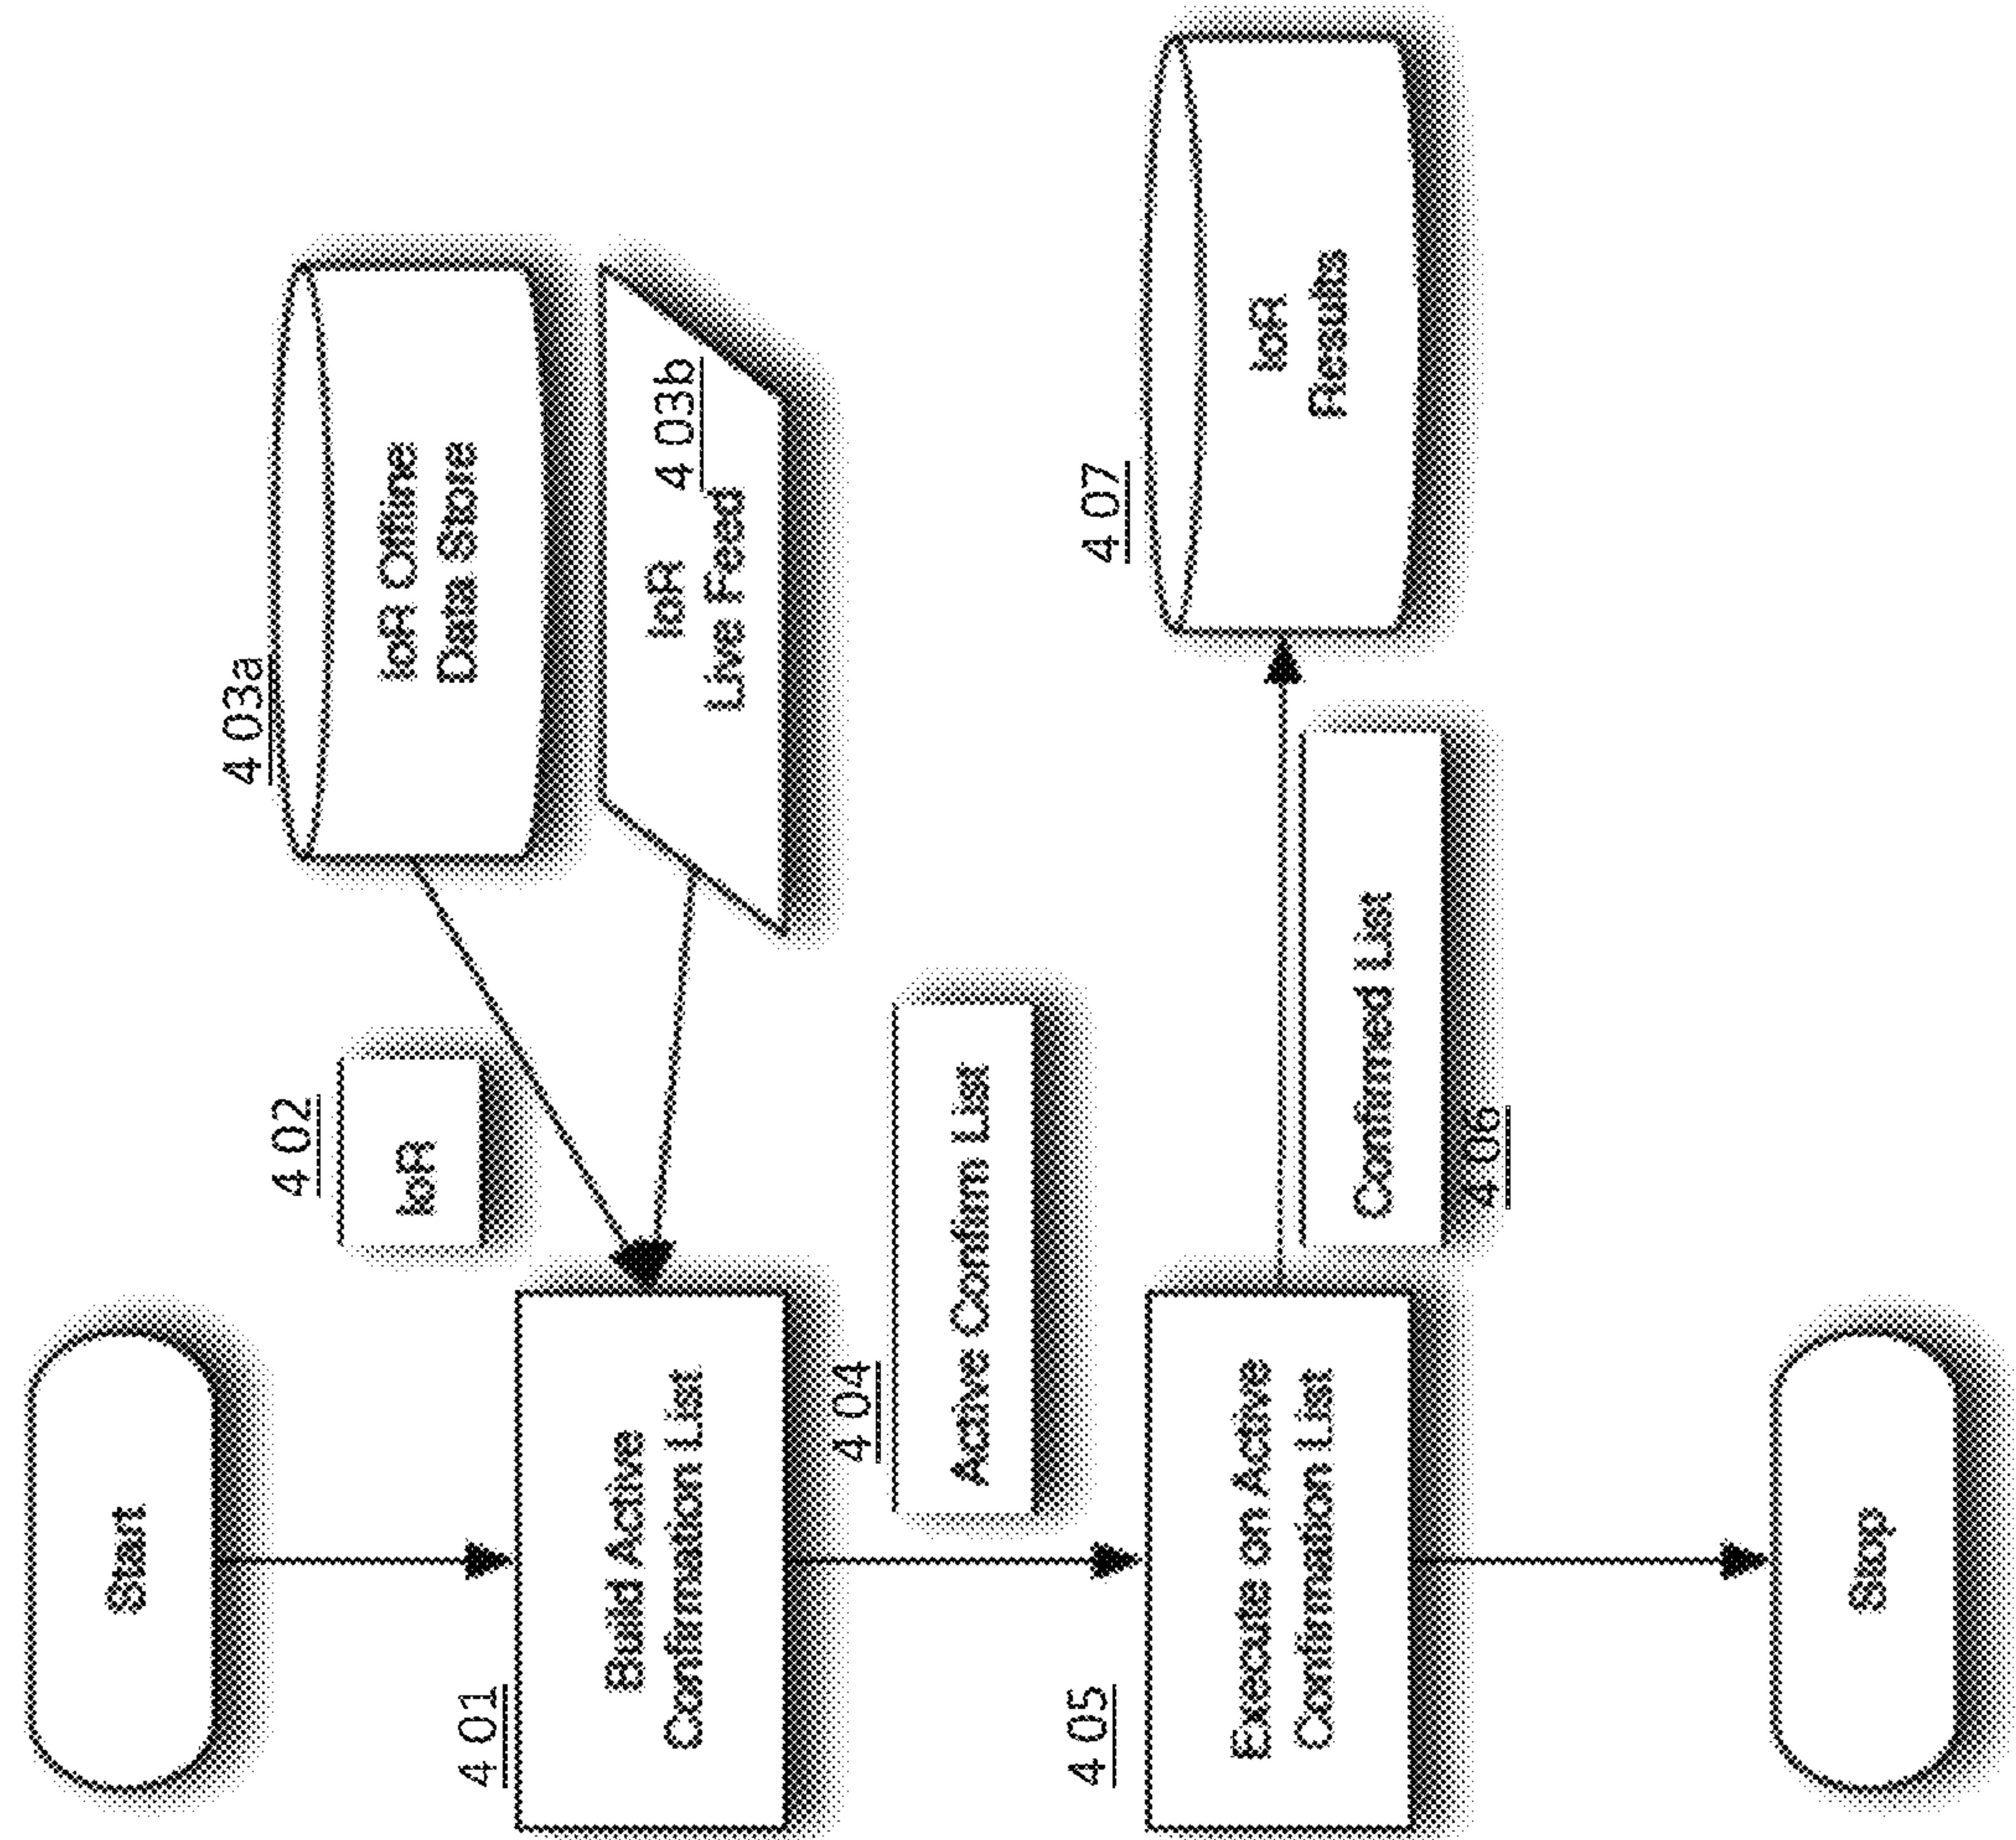 Start
4 01
Build Active
Confirmation List
4 02
IoR
4 03a
IoR Offline
Data Store
IoR
4 03b
Live Feed
4 04
Active Confirm List
4 05
Execute on Active
Confirmation List
Confirmed List
4 06
4 07
IoR
Results
Stop